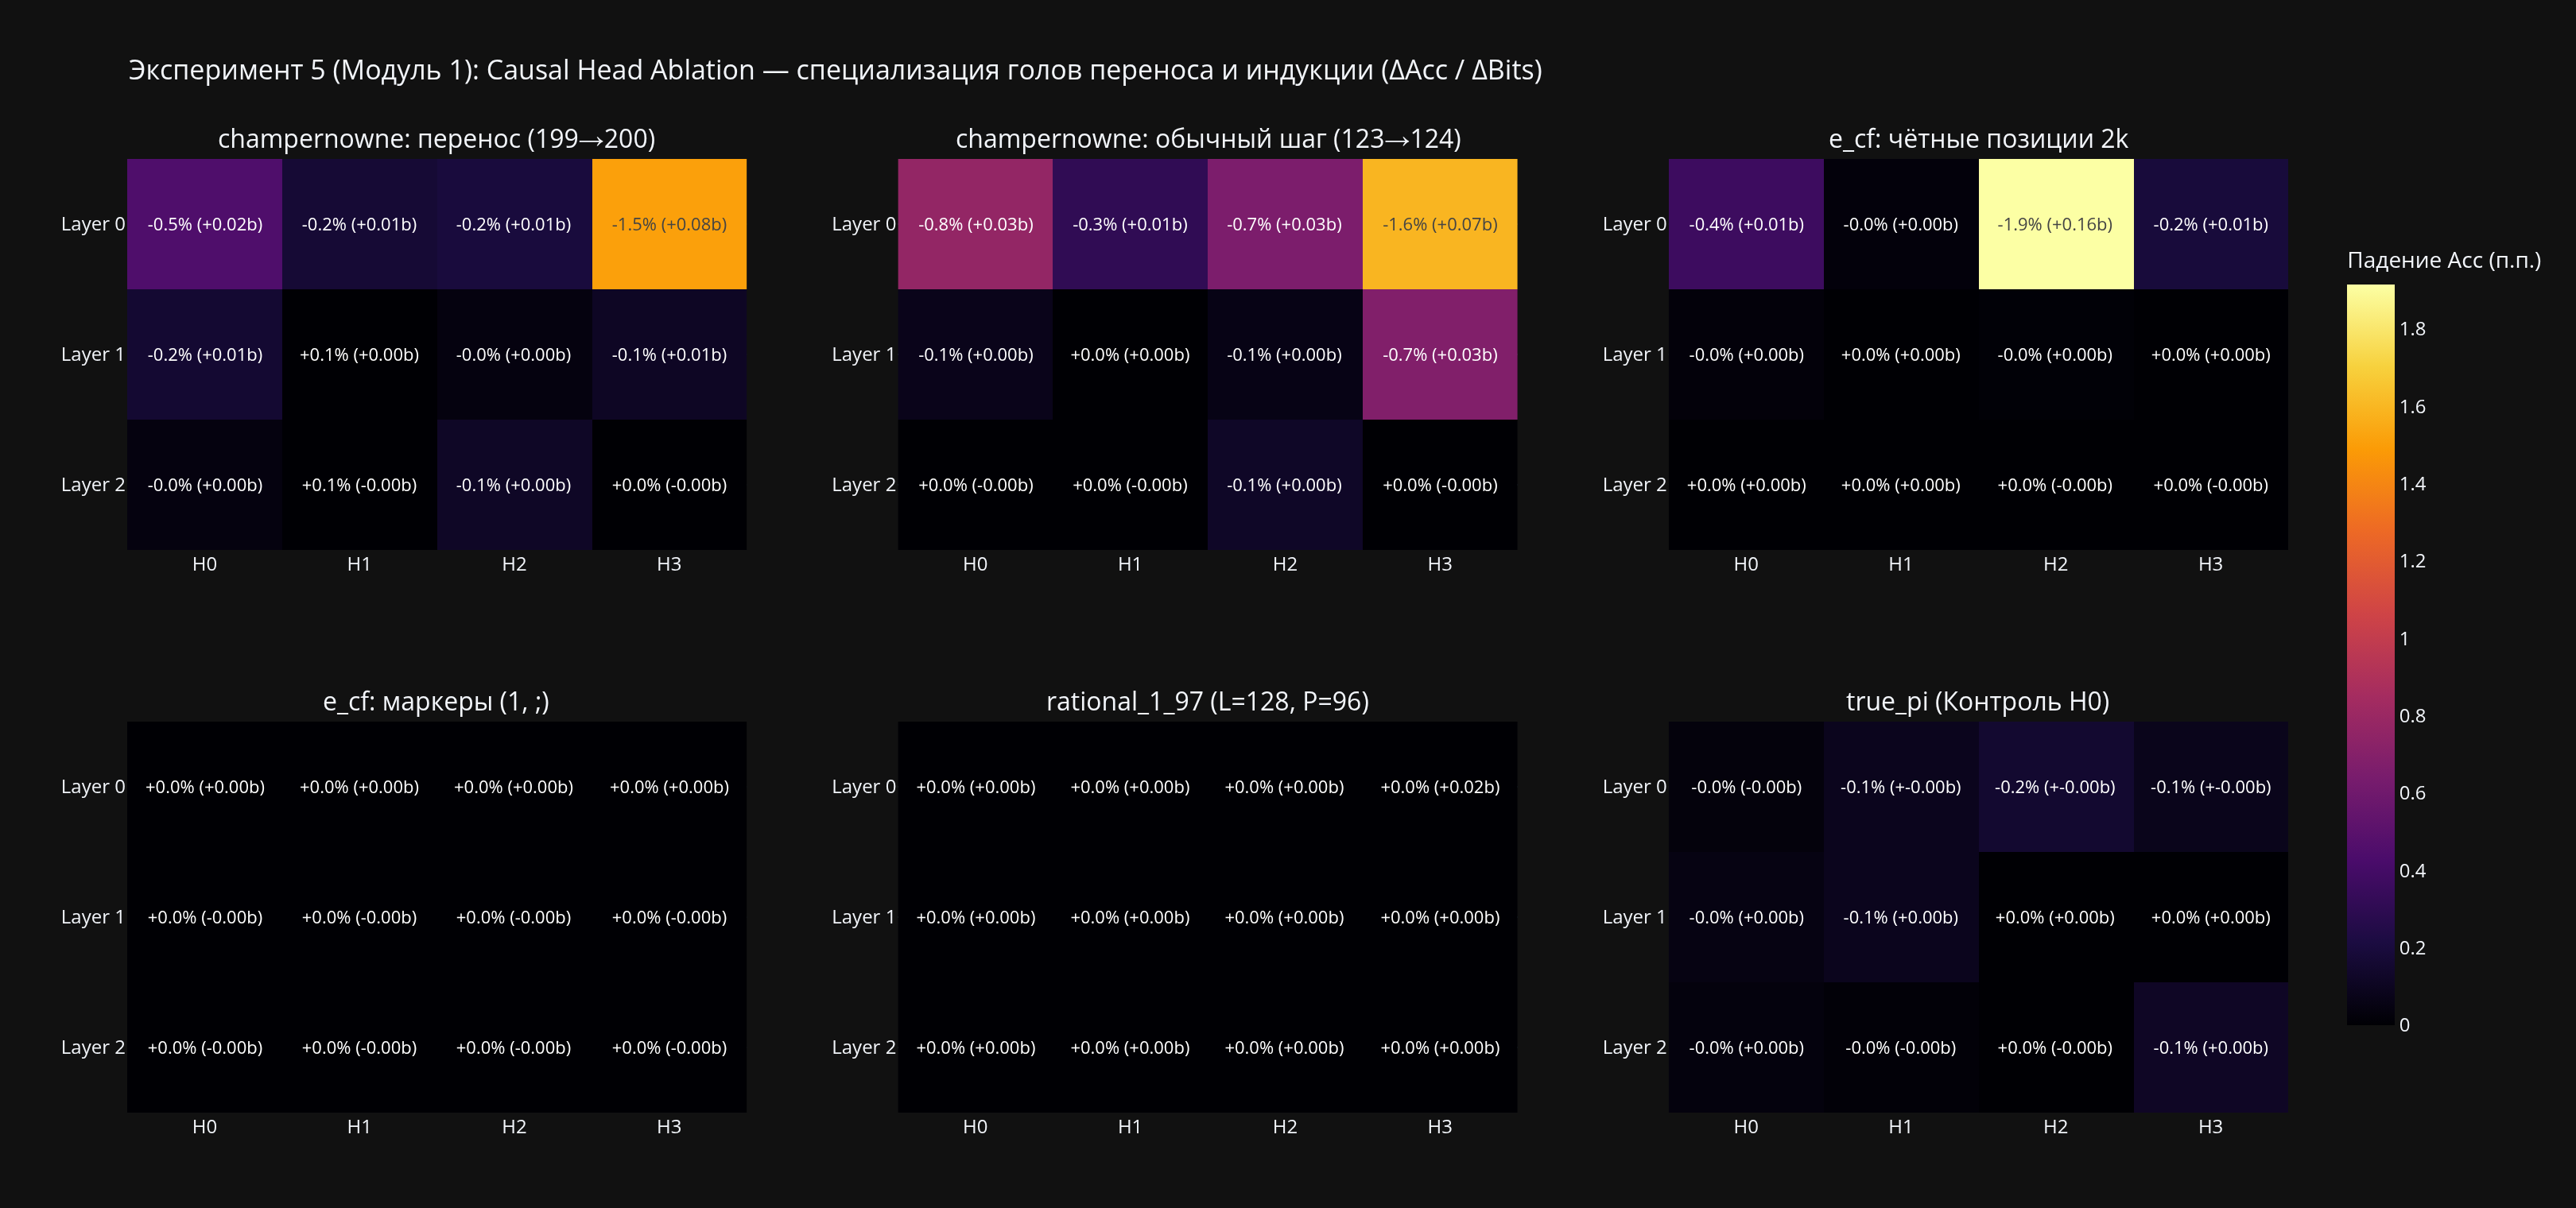 Эксперимент 5 (Модуль 1): Causal Head Ablation — специализация голов переноса и индукции (ΔAcc / ΔBits)
champernowne: перенос (199→200)
champernowne: обычный шаг (123→124)
e_cf: чётные позиции 2k
Layer 0 -0.5% (+0.02b) -0.2% (+0.01b) -0.2% (+0.01b) -1.5% (+0.08b)
Layer 1 -0.2% (+0.01b) +0.1% (+0.00b) -0.0% (+0.00b) -0.1% (+0.01b)
Layer 2 -0.0% (+0.00b) +0.1% (-0.00b) -0.1% (+0.00b) +0.0% (-0.00b)
H0 H1 H2 H3
Layer 0 -0.8% (+0.03b) -0.3% (+0.01b) -0.7% (+0.03b) -1.6% (+0.07b)
Layer 1 -0.1% (+0.00b) +0.0% (+0.00b) -0.1% (+0.00b) -0.7% (+0.03b)
Layer 2 +0.0% (-0.00b) +0.0% (-0.00b) -0.1% (+0.00b) +0.0% (-0.00b)
H0 H1 H2 H3
Layer 0 -0.4% (+0.01b) -0.0% (+0.00b) -1.9% (+0.16b) -0.2% (+0.01b)
Layer 1 -0.0% (+0.00b) +0.0% (+0.00b) -0.0% (+0.00b) +0.0% (+0.00b)
Layer 2 +0.0% (+0.00b) +0.0% (+0.00b) +0.0% (-0.00b) +0.0% (-0.00b)
H0 H1 H2 H3
Падение Acc (п.п.)
1.8
1.6
1.4
1.2
1
0.8
0.6
0.4
0.2
0
e_cf: маркеры (1, ;)
rational_1_97 (L=128, P=96)
true_pi (Контроль H0)
Layer 0 +0.0% (+0.00b) +0.0% (+0.00b) +0.0% (+0.00b) +0.0% (+0.00b)
Layer 1 +0.0% (-0.00b) +0.0% (-0.00b) +0.0% (-0.00b) +0.0% (-0.00b)
Layer 2 +0.0% (-0.00b) +0.0% (-0.00b) +0.0% (-0.00b) +0.0% (-0.00b)
H0 H1 H2 H3
Layer 0 +0.0% (+0.00b) +0.0% (+0.00b) +0.0% (+0.00b) +0.0% (+0.02b)
Layer 1 +0.0% (+0.00b) +0.0% (+0.00b) +0.0% (+0.00b) +0.0% (+0.00b)
Layer 2 +0.0% (+0.00b) +0.0% (+0.00b) +0.0% (+0.00b) +0.0% (+0.00b)
H0 H1 H2 H3
Layer 0 -0.0% (-0.00b) -0.1% (+-0.00b) -0.2% (+-0.00b) -0.1% (+-0.00b)
Layer 1 -0.0% (+0.00b) -0.1% (+0.00b) +0.0% (+0.00b) +0.0% (+0.00b)
Layer 2 -0.0% (+0.00b) -0.0% (-0.00b) +0.0% (-0.00b) -0.1% (+0.00b)
H0 H1 H2 H3